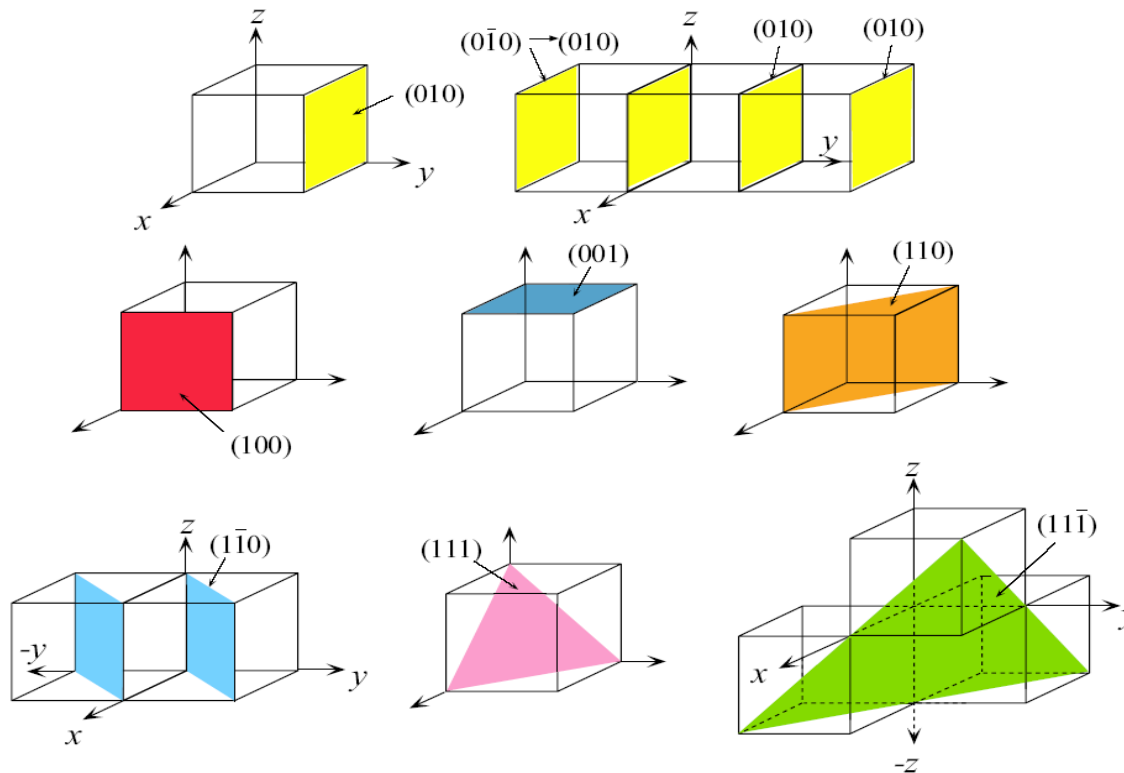 z
(010)
y
x
(01̄0) → (010)
z
(010)
(010)
y
x
(100)
(001)
(110)
z
(11̄0)
-y
y
x
(111)
z
(111̄)
x
-z